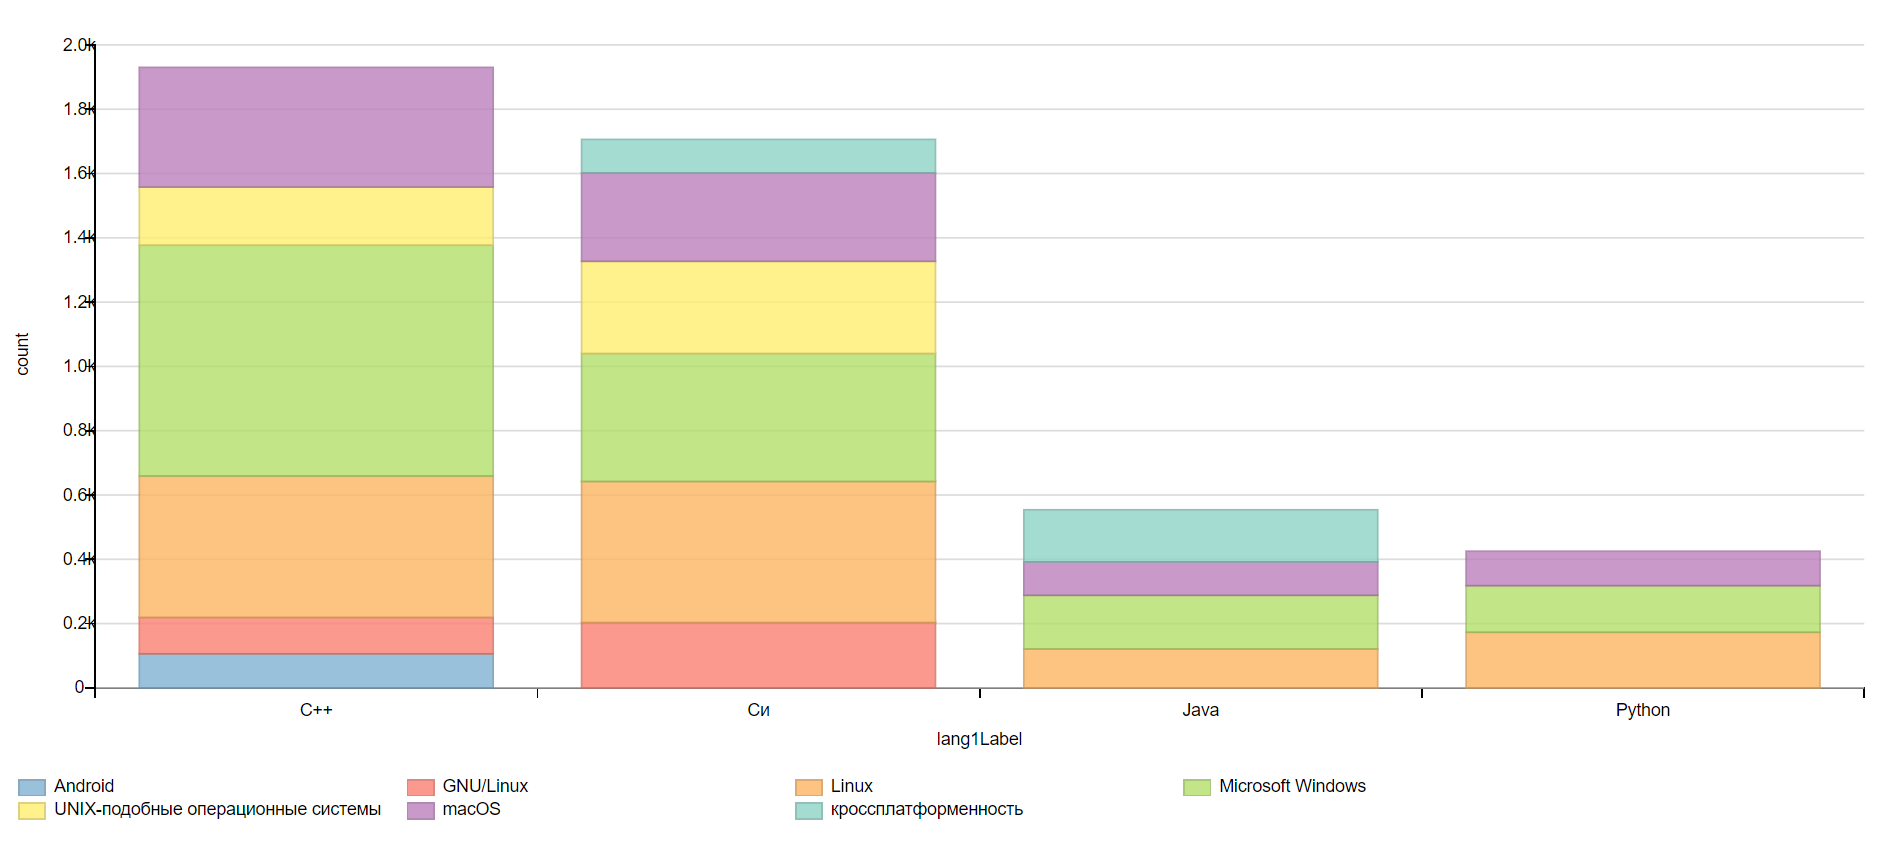 2.0k
1.8k
1.6k
1.4k
1.2k
1.0k
0.8k
0.6k
0.4k
0.2k
0
count
C++
Си
Java
Python
lang1Label
Android
GNU/Linux
Linux
Microsoft Windows
UNIX-подобные операционные системы
macOS
кроссплатформенность